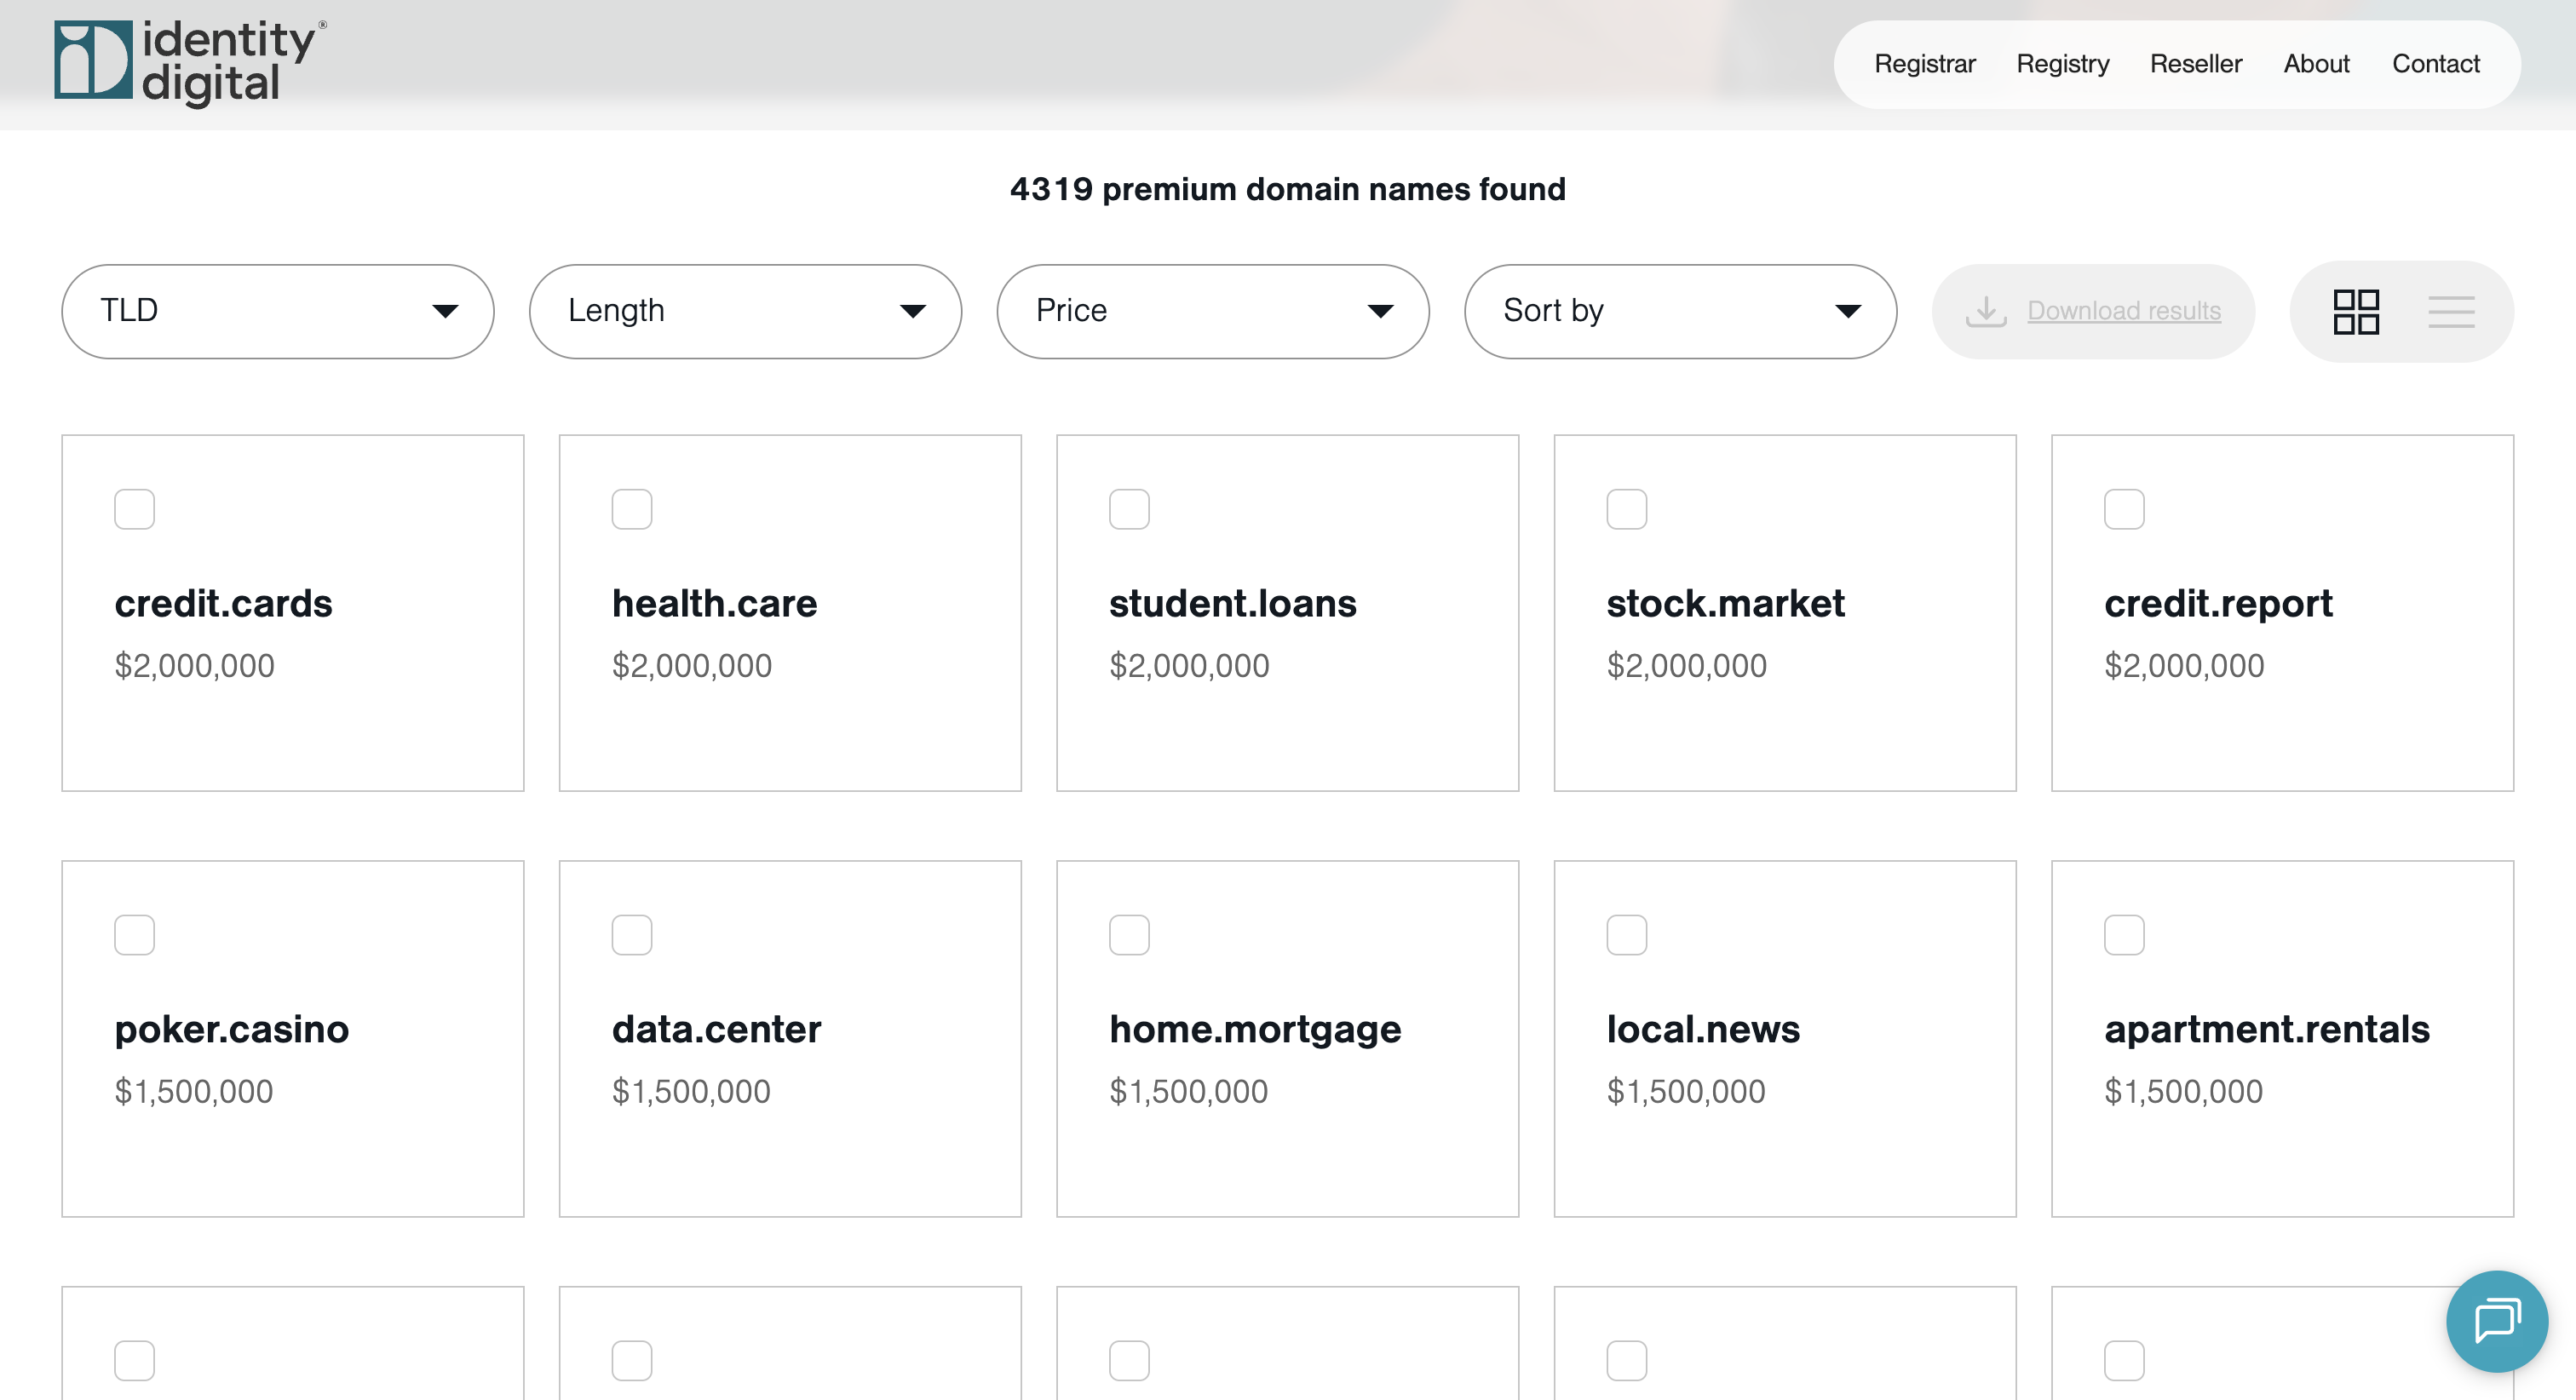 identity®
digital
Registrar Registry Reseller About Contact
4319 premium domain names found
TLD Length Price Sort by Download results
credit.cards health.care student.loans stock.market credit.report
$2,000,000 $2,000,000 $2,000,000 $2,000,000 $2,000,000
poker.casino data.center home.mortgage local.news apartment.rentals
$1,500,000 $1,500,000 $1,500,000 $1,500,000 $1,500,000